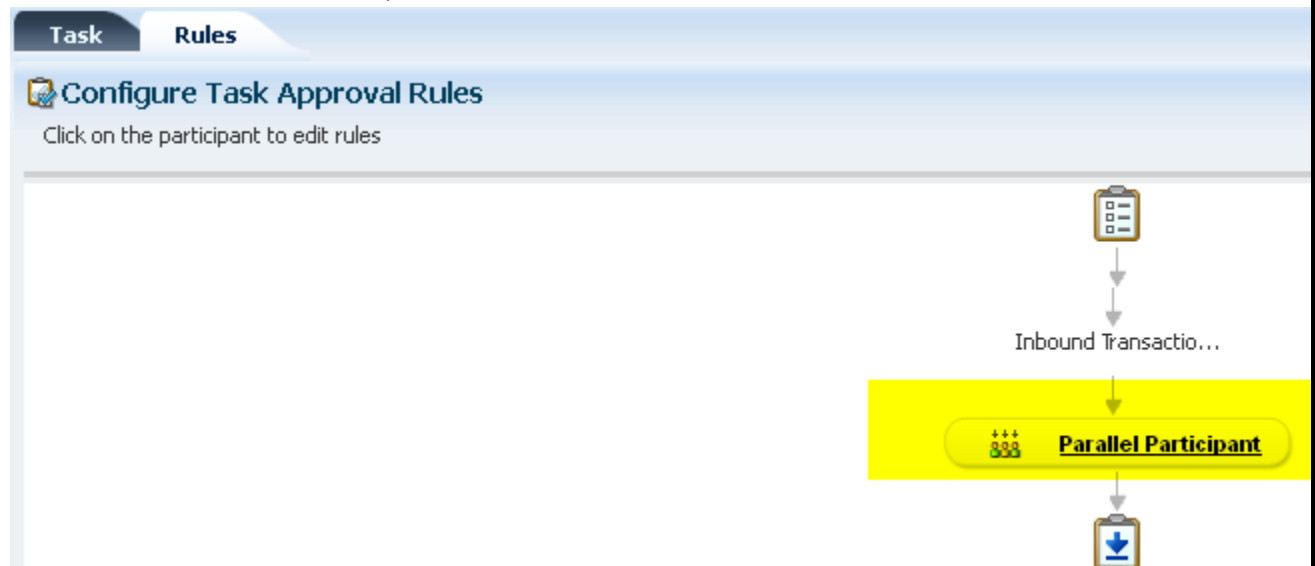 Task Rules
Configure Task Approval Rules
Click on the participant to edit rules
Inbound Transactio...
Parallel Participant